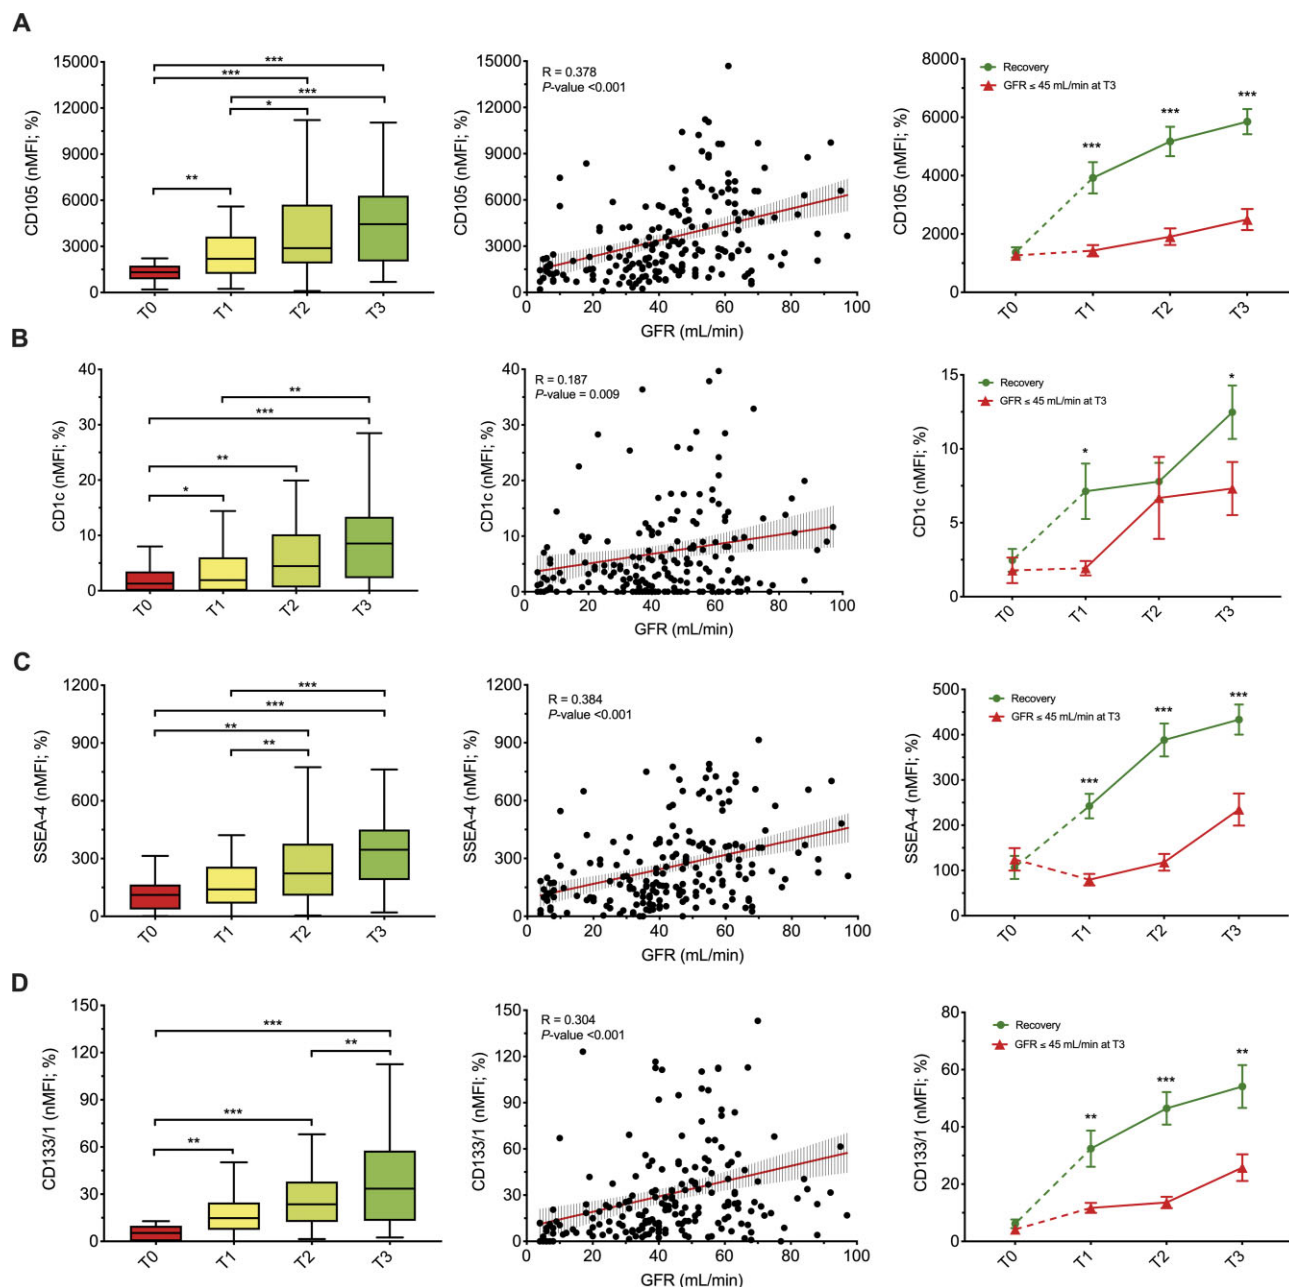 A
CD105 (nMFI; %)
15000
12000
9000
6000
3000
0
***
***
***
*
**
T0
T1
T2
T3
CD105 (nMFI; %)
15000
12000
9000
6000
3000
0
R = 0.378
P-value <0.001
0
20
40
60
80
100
GFR (mL/min)
CD105 (nMFI; %)
8000
6000
4000
2000
0
Recovery
GFR ≤ 45 mL/min at T3
***
***
***
T0
T1
T2
T3
B
CD1c (nMFI; %)
40
30
20
10
0
**
***
**
*
T0
T1
T2
T3
CD1c (nMFI; %)
40
30
20
10
0
R = 0.187
P-value = 0.009
0
20
40
60
80
100
GFR (mL/min)
CD1c (nMFI; %)
15
10
5
0
Recovery
GFR ≤ 45 mL/min at T3
*
*
T0
T1
T2
T3
C
SSEA-4 (nMFI; %)
1200
900
600
300
0
***
***
**
**
T0
T1
T2
T3
SSEA-4 (nMFI; %)
1200
900
600
300
0
R = 0.384
P-value <0.001
0
20
40
60
80
100
GFR (mL/min)
SSEA-4 (nMFI; %)
500
400
300
200
100
0
Recovery
GFR ≤ 45 mL/min at T3
***
***
***
T0
T1
T2
T3
D
CD133/1 (nMFI; %)
150
120
90
60
30
0
***
**
***
**
T0
T1
T2
T3
CD133/1 (nMFI; %)
150
120
90
60
30
0
R = 0.304
P-value <0.001
0
20
40
60
80
100
GFR (mL/min)
CD133/1 (nMFI; %)
80
60
40
20
0
Recovery
GFR ≤ 45 mL/min at T3
**
***
**
T0
T1
T2
T3